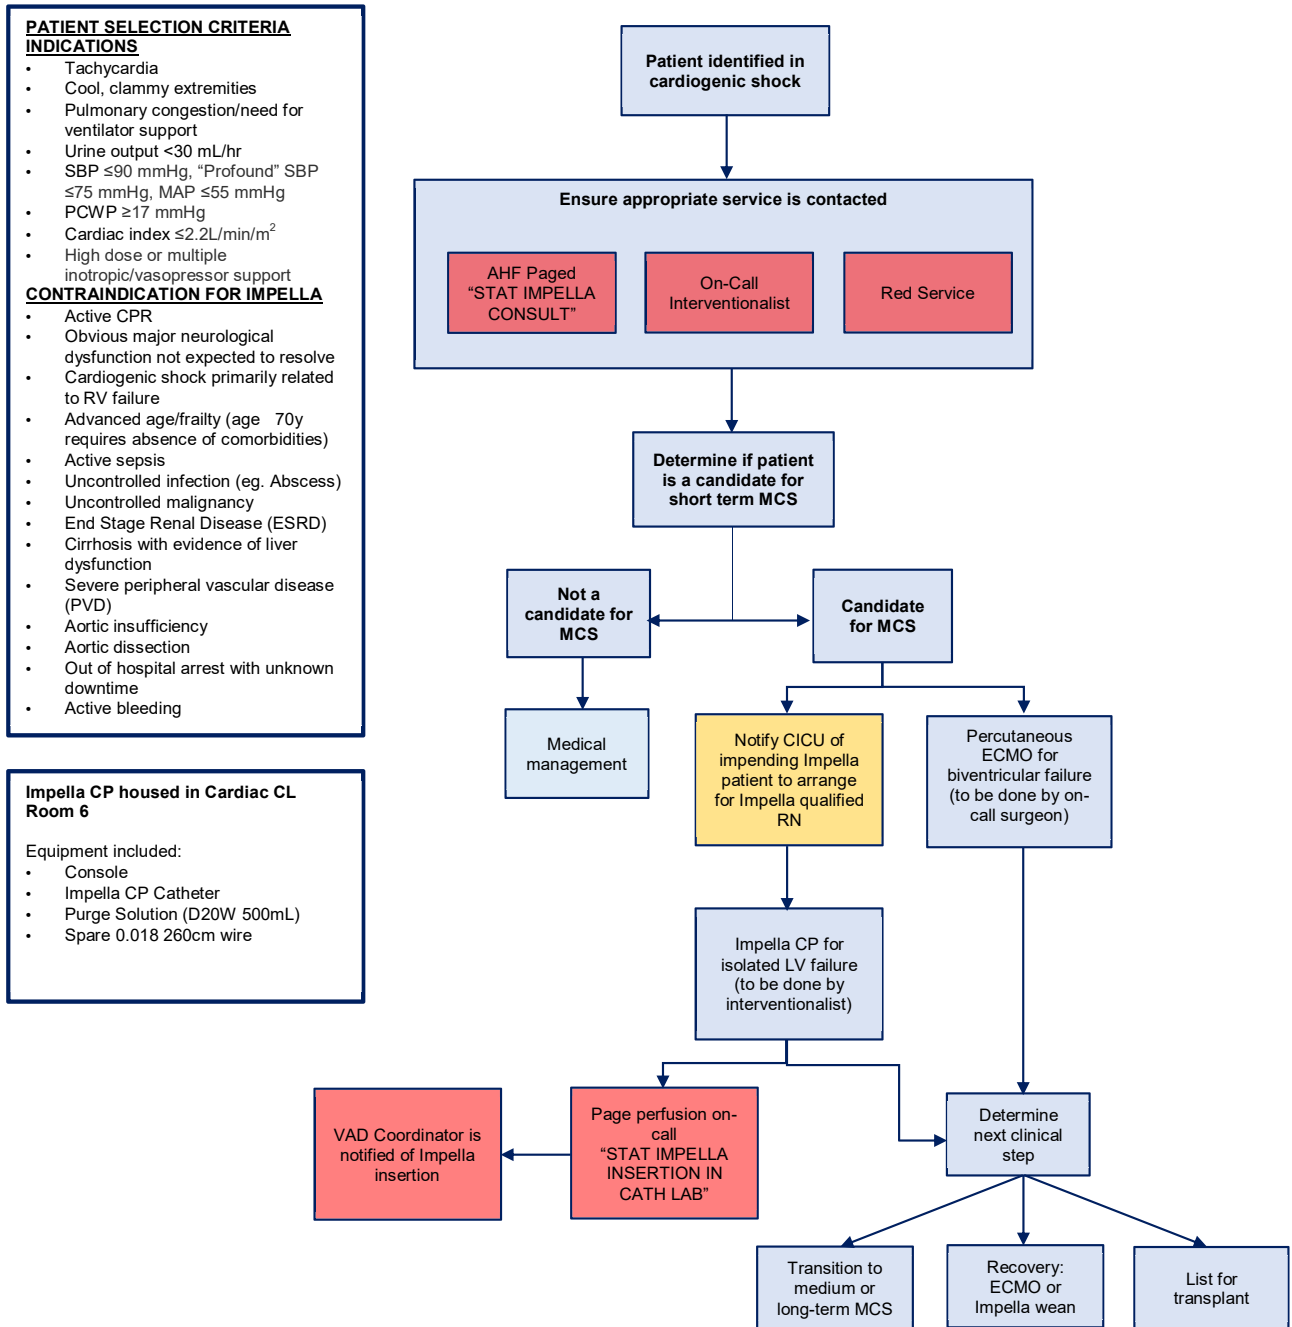 PATIENT SELECTION CRITERIA
INDICATIONS
• Tachycardia
• Cool, clammy extremities
• Pulmonary congestion/need for
ventilator support
• Urine output <30 mL/hr
• SBP ≤90 mmHg, “Profound” SBP
≤75 mmHg, MAP ≤55 mmHg
• PCWP ≥17 mmHg
• Cardiac index ≤2.2L/min/m²
• High dose or multiple
inotropic/vasopressor support
CONTRAINDICATION FOR IMPELLA
• Active CPR
• Obvious major neurological
dysfunction not expected to resolve
• Cardiogenic shock primarily related
to RV failure
• Advanced age/frailty (age 70y
requires absence of comorbidities)
• Active sepsis
• Uncontrolled infection (eg. Abscess)
• Uncontrolled malignancy
• End Stage Renal Disease (ESRD)
• Cirrhosis with evidence of liver
dysfunction
• Severe peripheral vascular disease
(PVD)
• Aortic insufficiency
• Aortic dissection
• Out of hospital arrest with unknown
downtime
• Active bleeding
Impella CP housed in Cardiac CL
Room 6
Equipment included:
• Console
• Impella CP Catheter
• Purge Solution (D20W 500mL)
• Spare 0.018 260cm wire
Patient identified in
cardiogenic shock
Ensure appropriate service is contacted
AHF Paged
“STAT IMPELLA
CONSULT”
On-Call
Interventionalist
Red Service
Determine if patient
is a candidate for
short term MCS
Not a
candidate for
MCS
Candidate
for MCS
Medical
management
Notify CICU of
impending Impella
patient to arrange
for Impella qualified
RN
Percutaneous
ECMO for
biventricular failure
(to be done by on-
call surgeon)
Impella CP for
isolated LV failure
(to be done by
interventionalist)
VAD Coordinator is
notified of Impella
insertion
Page perfusion on-
call
“STAT IMPELLA
INSERTION IN
CATH LAB”
Determine
next clinical
step
Transition to
medium or
long-term MCS
Recovery:
ECMO or
Impella wean
List for
transplant